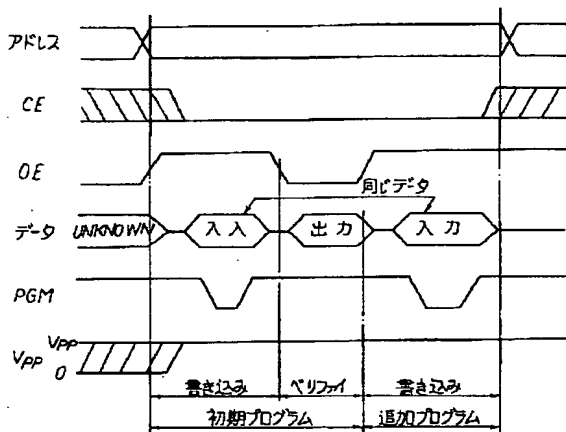 アドレス
CE
OE
同じデータ
データ UNKNOWN 入入 出力 入力
PGM
VPP
VPP
0
書き込み ベリファイ 書き込み
初期プログラム 追加プログラム